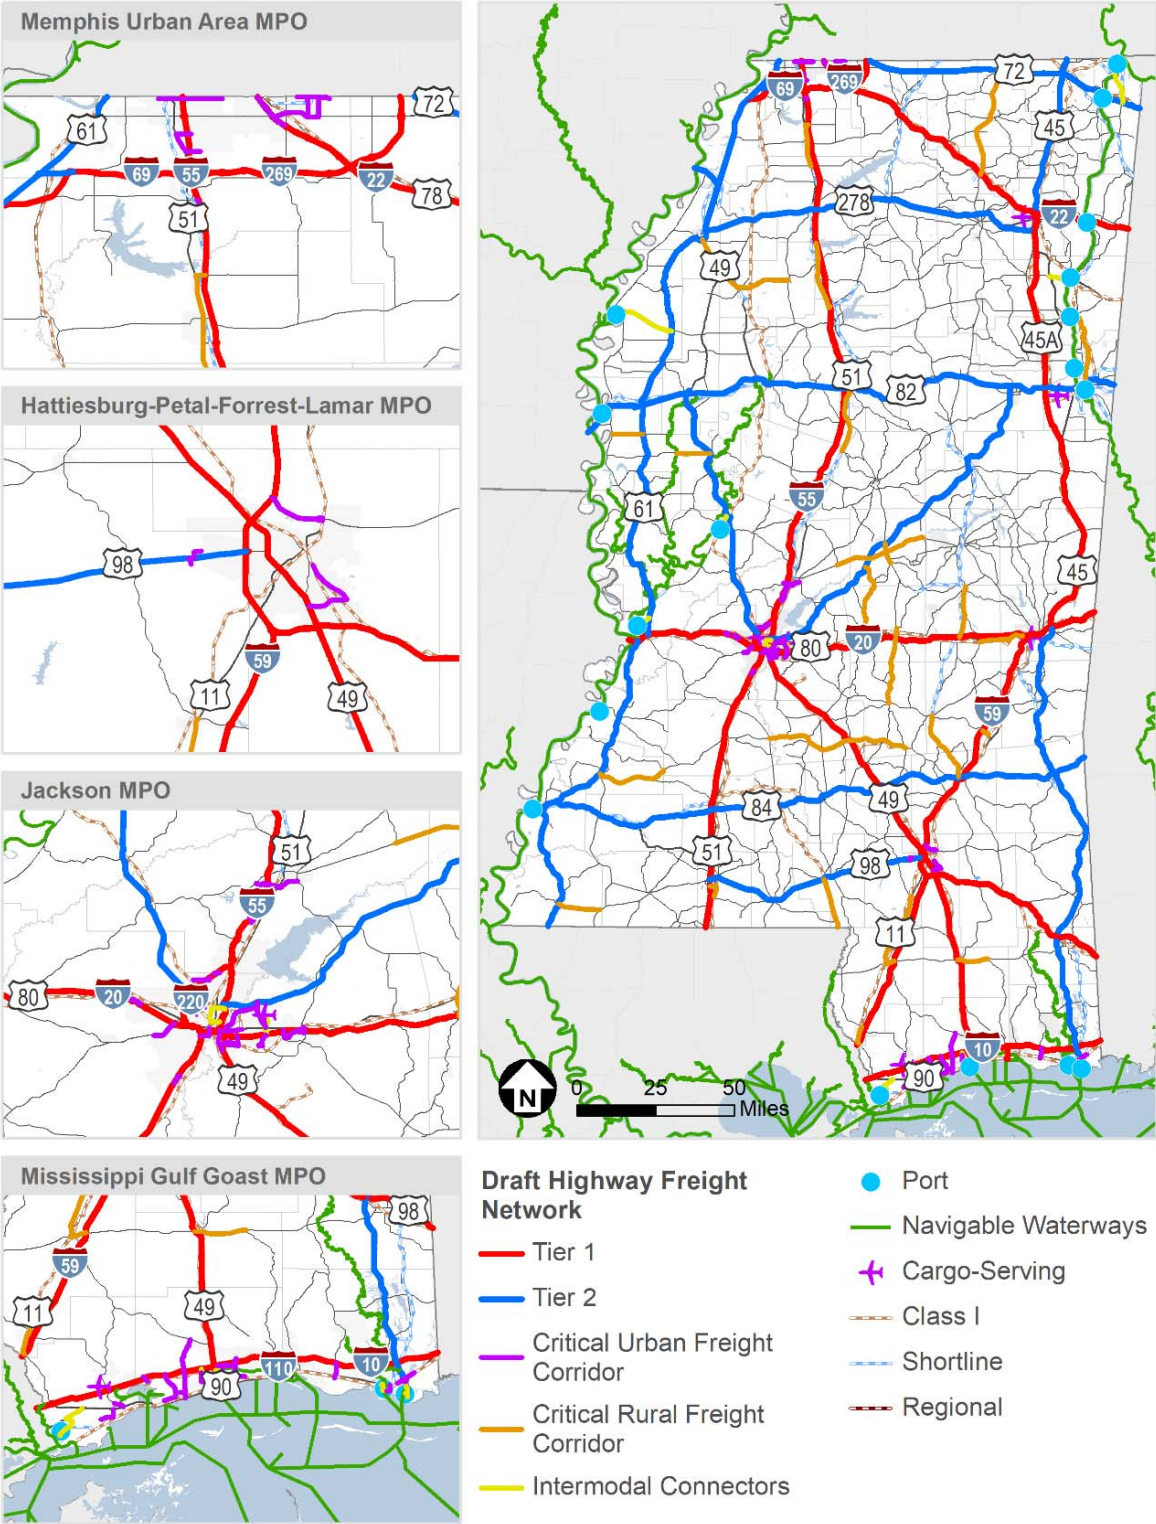 Memphis Urban Area MPO
61
72
69
55
269
22
78
51
Hattiesburg-Petal-Forrest-Lamar MPO
98
59
11
49
Jackson MPO
51
55
80
20
220
49
Mississippi Gulf Goast MPO
98
59
11
49
110
10
90
69
269
72
45
278
22
49
45A
51
82
55
61
45
80
20
59
84
49
51
98
11
10
90
N
0 25 50
Miles
Draft Highway Freight
Network
Tier 1
Tier 2
Critical Urban Freight
Corridor
Critical Rural Freight
Corridor
Intermodal Connectors
Port
Navigable Waterways
Cargo-Serving
Class I
Shortline
Regional